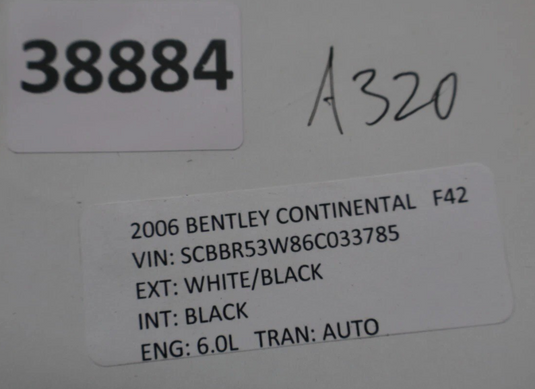 38884
A320
2006 BENTLEY CONTINENTAL F42
VIN: SCBBR53W86C033785
EXT: WHITE/BLACK
INT: BLACK
ENG: 6.0L TRAN: AUTO